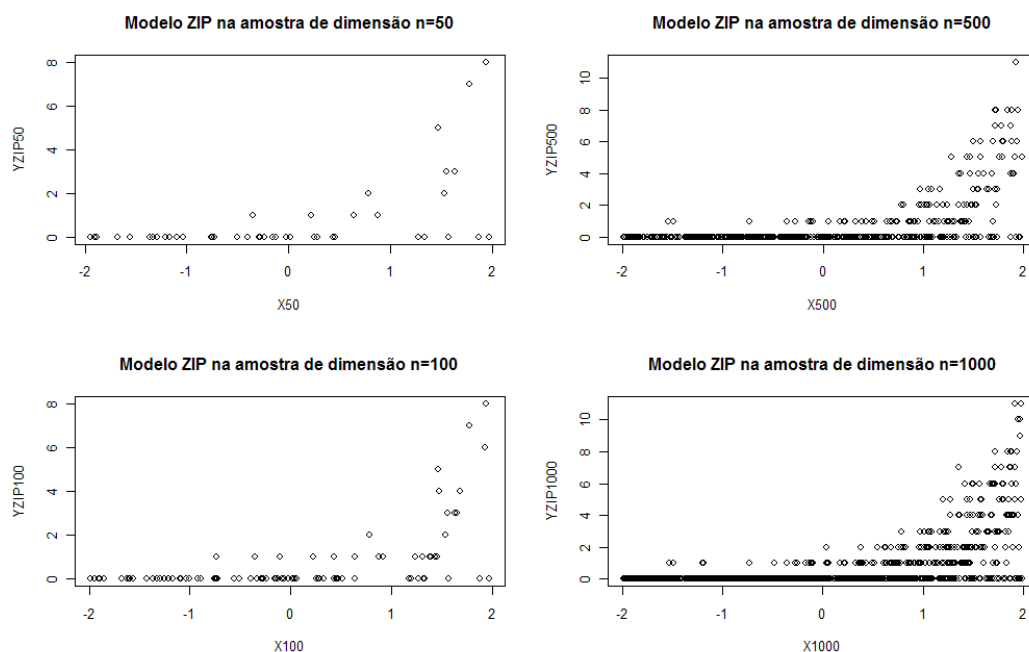 Modelo ZIP na amostra de dimensão n=50
YZIP50
8
6
4
2
0
-2 -1 0 1 2
X50
Modelo ZIP na amostra de dimensão n=500
YZIP500
10
8
6
4
2
0
-2 -1 0 1 2
X500
Modelo ZIP na amostra de dimensão n=100
YZIP100
8
6
4
2
0
-2 -1 0 1 2
X100
Modelo ZIP na amostra de dimensão n=1000
YZIP1000
10
8
6
4
2
0
-2 -1 0 1 2
X1000